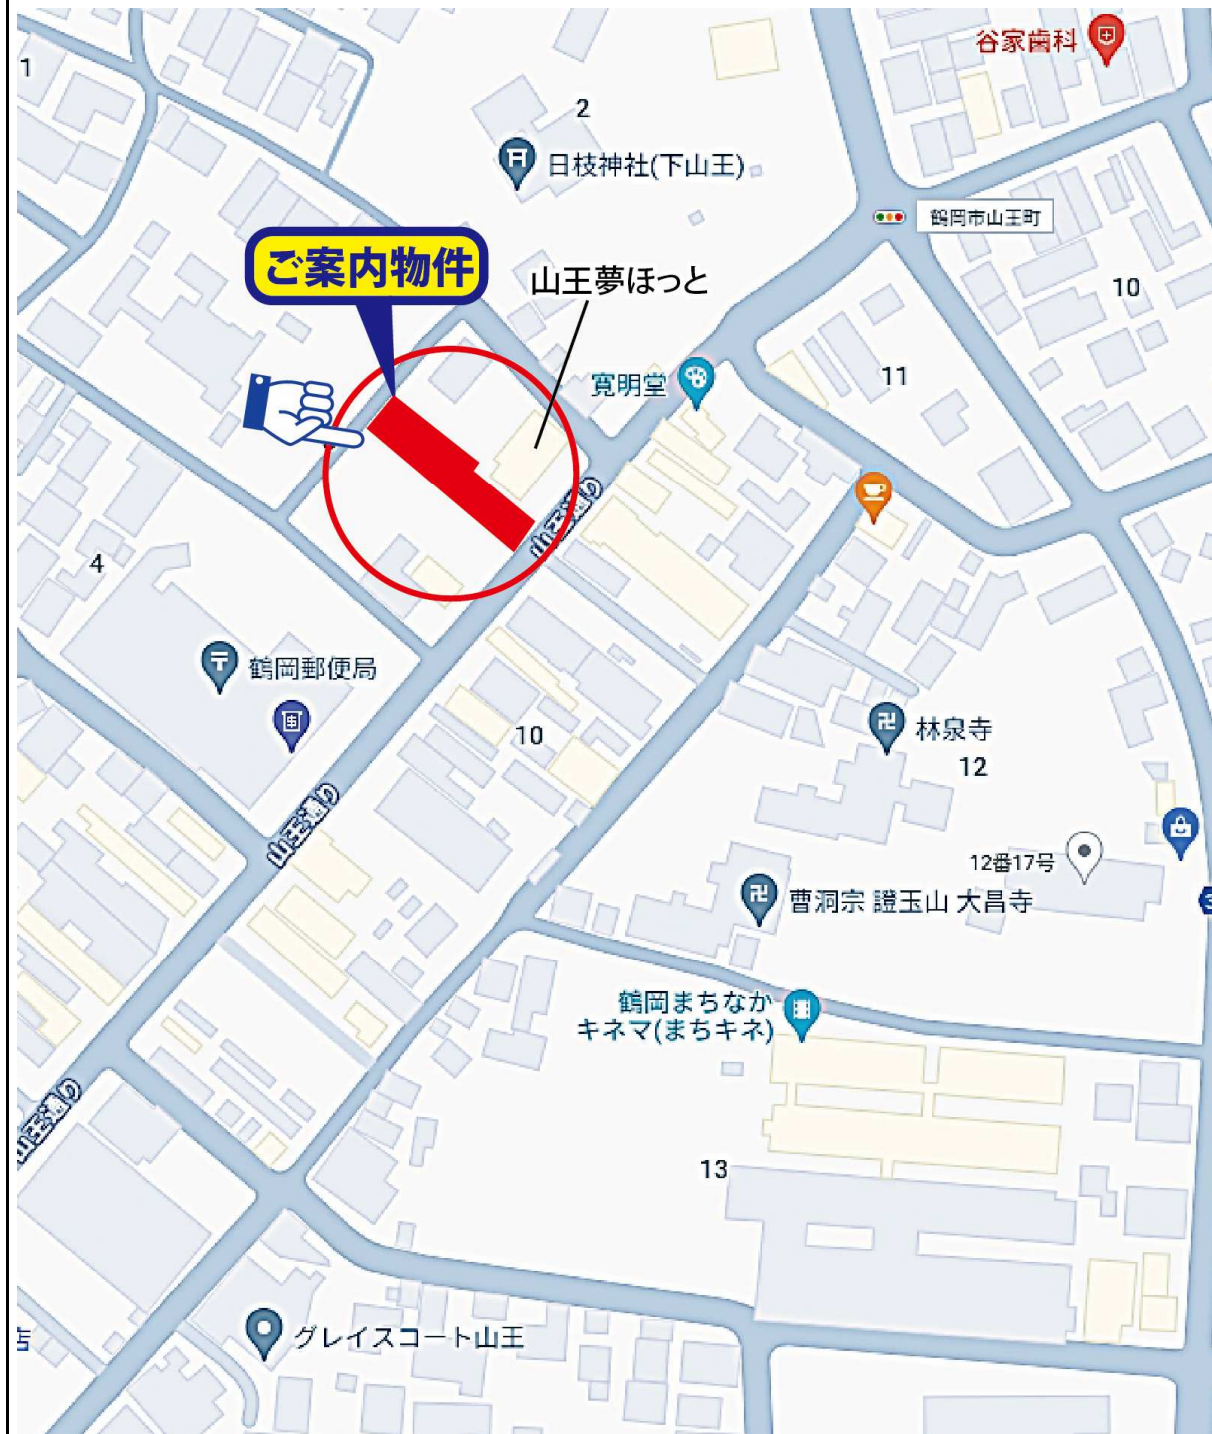 谷家歯科
1
2
日枝神社(下山王)
鶴岡市山王町
ご案内物件
山王夢ほっと
10
寛明堂
11
山王通り
4
鶴岡郵便局
10
林泉寺
12
山王通り
12番17号
曹洞宗 證玉山 大昌寺
鶴岡まちなか
キネマ(まちキネ)
山王通り
13
グレイスコート山王
店